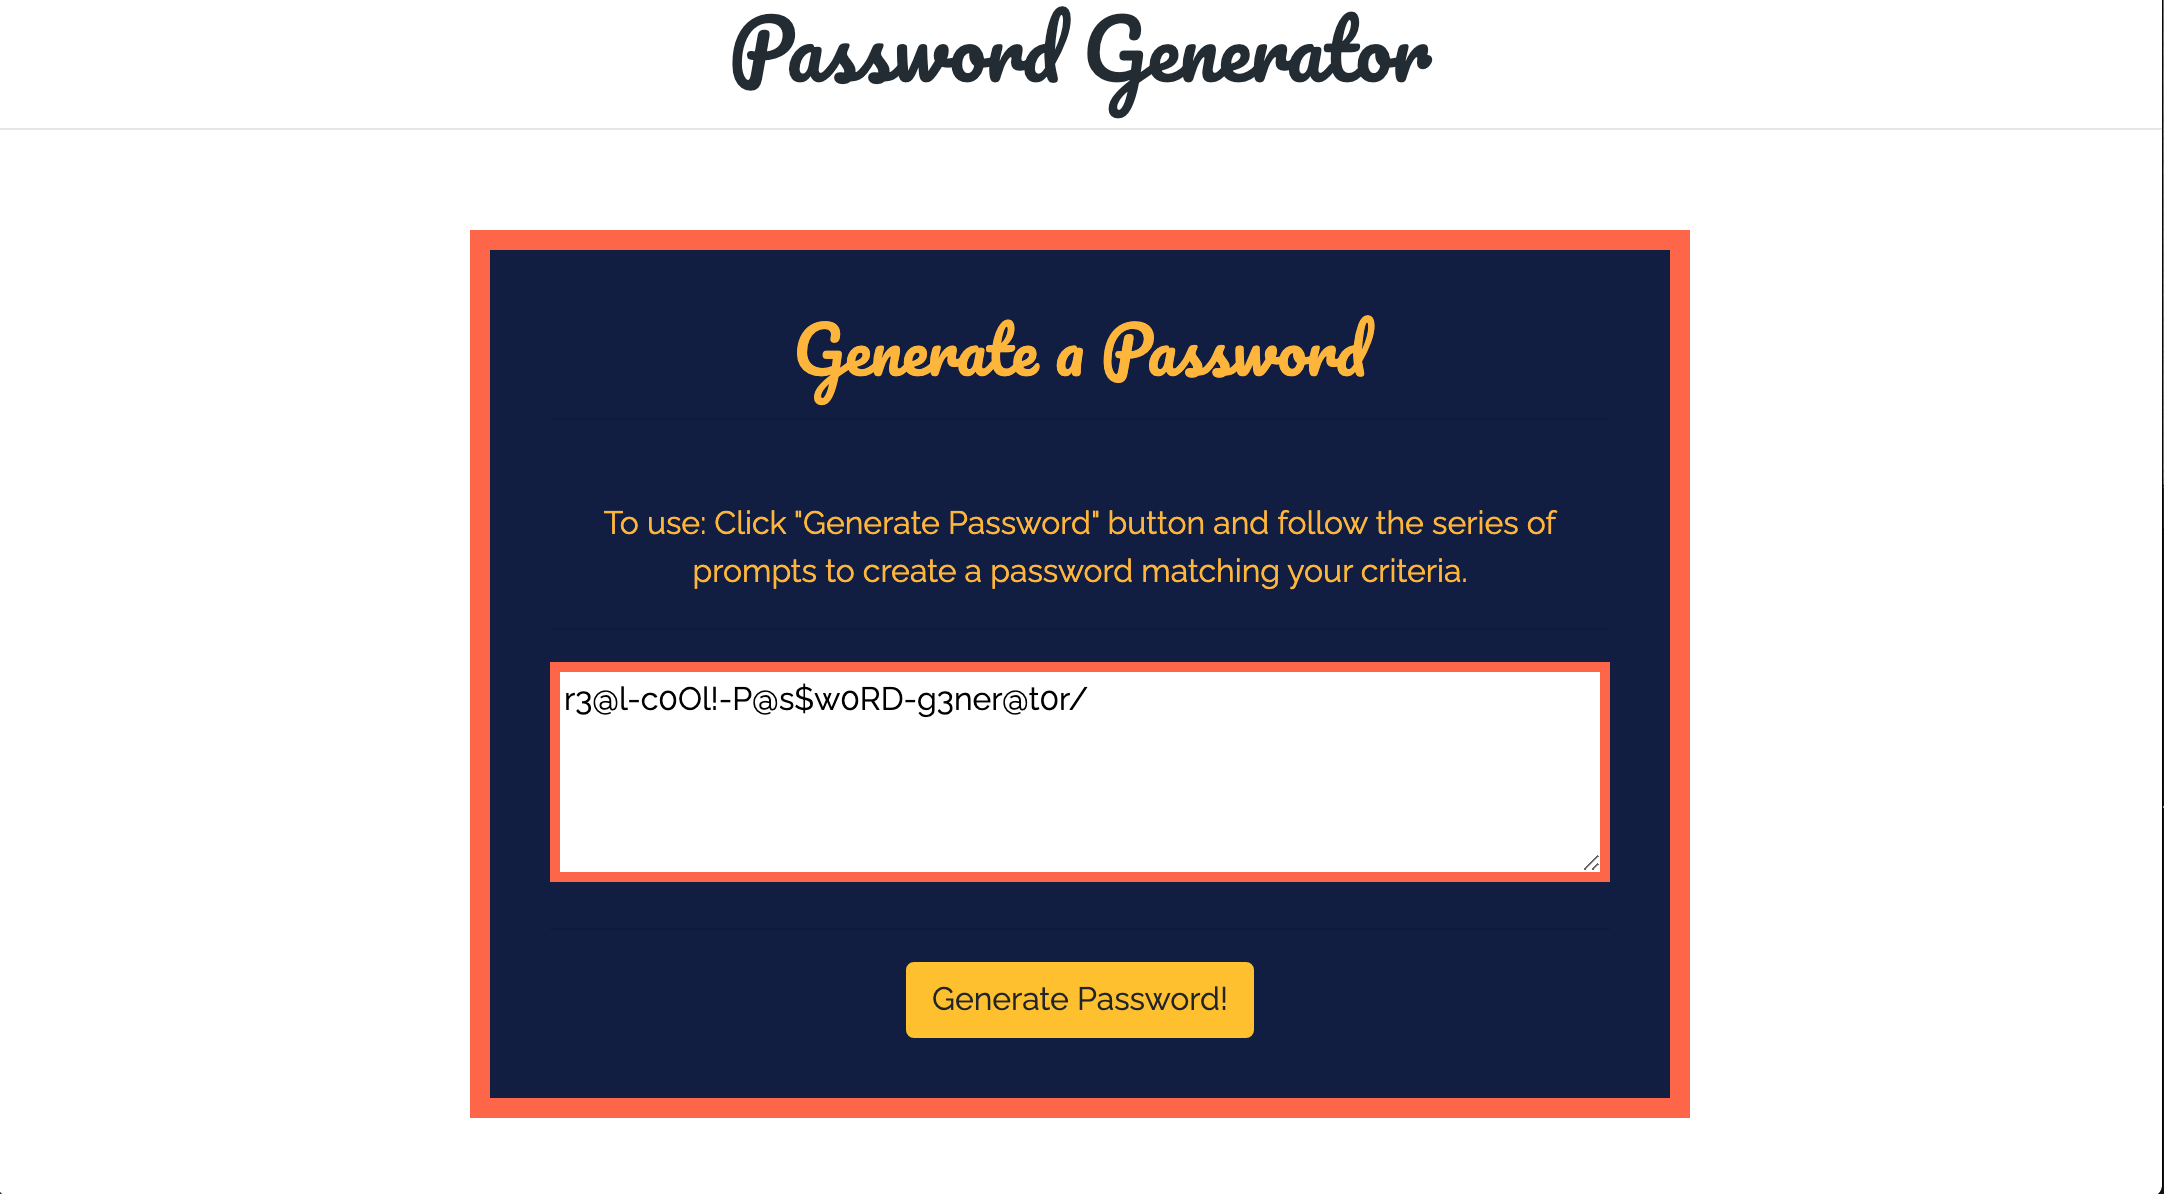 Password Generator
Generate a Password
To use: Click "Generate Password" button and follow the series of
prompts to create a password matching your criteria.
r3@l-c0Ol!-P@s$w0RD-g3ner@t0r/
Generate Password!